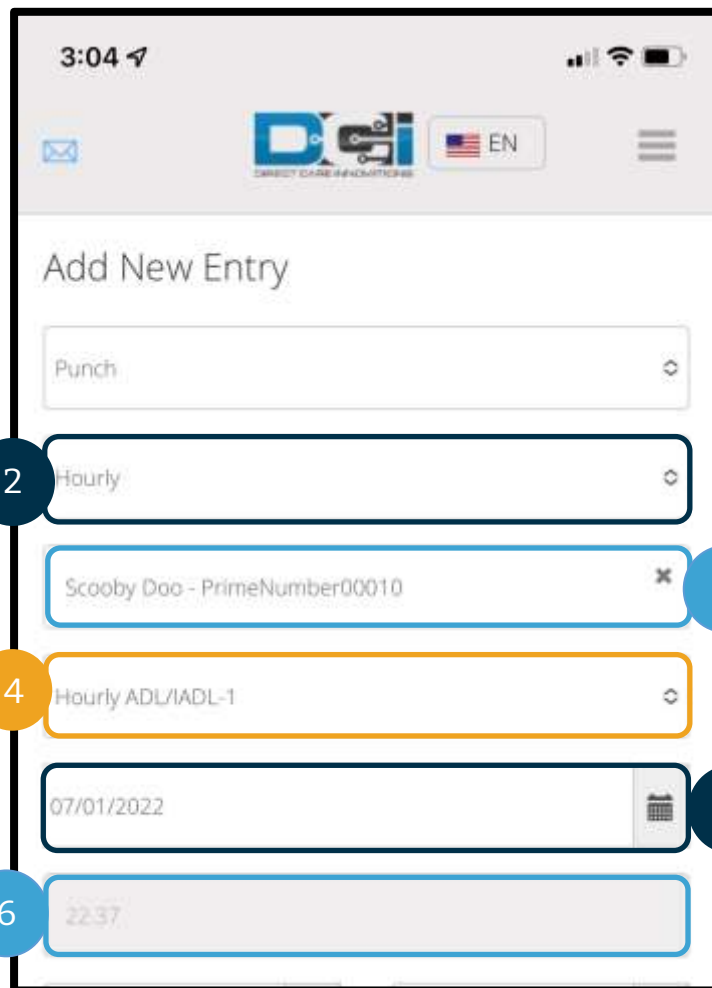 3:04
DCI
EN
DIRECT CARE INNOVATIONS
Add New Entry
Punch
2
Hourly
Scooby Doo - PrimeNumber00010
4
Hourly ADL/IADL-1
07/01/2022
6
22.37